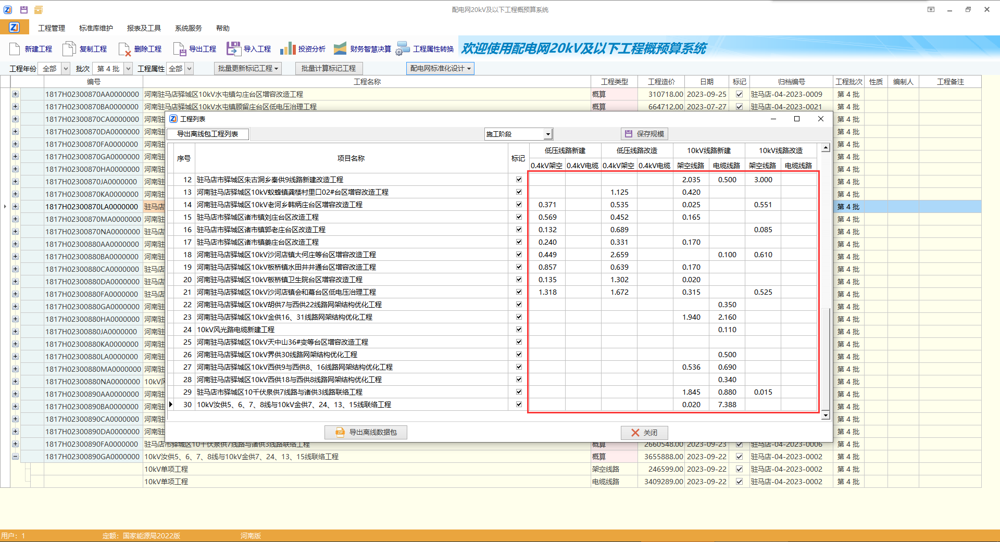 配电网20kV及以下工程概预算系统
工程管理 标准库维护 报表及工具 系统服务 帮助
新建工程 复制工程 删除工程 导出工程 导入工程 投资分析 财务智慧决算 工程属性转换 欢迎使用配电网20kV及以下工程概预算系统
工程年份 全部 批次 第 4 批 工程属性 全部 批量更新标记工程 批量计算标记工程 配电网标准化设计
编号 工程名称 工程类型 工程造价 日期 标记 归档编号 工程批次 性质 编制人 工程备注
1817H02300870AA0000000 河南驻马店驿城区10kV水屯镇勾庄台区增容改造工程 概算 310718.00 2023-09-25 驻马店-04-2023-0009 第 4 批
1817H02300870BA0000000 河南驻马店驿城区10kV水屯镇顾留庄台区低电压治理工程 概算 664712.00 2023-07-27 驻马店-04-2023-0021 第 4 批
1817H02300870CA0000000 河南驻 第 4 批
1817H02300870DA0000000 河南驻 第 4 批
1817H02300870FA0000000 河南驻 第 4 批
1817H02300870GA0000000 河南驻 第 4 批
1817H02300870HA0000000 河南驻 第 4 批
1817H02300870JA0000000 河南驻 第 4 批
1817H02300870KA0000000 河南驻 第 4 批
1817H02300870LA0000000 驻马店 第 4 批
1817H02300870MA0000000 河南驻 第 4 批
1817H02300870NA0000000 驻马店 第 4 批
1817H02300880AA0000000 河南驻 第 4 批
1817H02300880BA0000000 河南驻 第 4 批
1817H02300880CA0000000 驻马店 第 4 批
1817H02300880DA0000000 驻马店 第 4 批
1817H02300880FA0000000 驻马店 第 4 批
1817H02300880GA0000000 河南驻 第 4 批
1817H02300880HA0000000 河南驻 第 4 批
1817H02300880JA0000000 河南驻 第 4 批
1817H02300880KA0000000 河南驻 第 4 批
1817H02300880LA0000000 河南驻 第 4 批
1817H02300880MA0000000 河南驻 第 4 批
1817H02300880NA0000000 10kV风 第 4 批
1817H02300890AA0000000 河南驻 第 4 批
1817H02300890BA0000000 河南驻 第 4 批
1817H02300890CA0000000 河南驻 第 4 批
1817H02300890DA0000000 河南驻 第 4 批
1817H02300890FA0000000 驻马店市驿城区10千伏泉供7线路与诸供3线路联络工程 概算 2660548.00 2023-09-23 驻马店-04-2023-0006 第 4 批
1817H02300890GA0000000 10kV汝供5、6、7、8线与10kV金供7、24、13、15线联络工程 概算 3655888.00 2023-09-22 驻马店-04-2023-0002 第 4 批
10kV单项工程 架空线路 246599.00 2023-09-22 驻马店-04-2023-0002 第 4 批
10kV单项工程 电缆线路 3409289.00 2023-09-22 驻马店-04-2023-0002 第 4 批
工程列表
导出离线包工程列表 施工阶段 保存规模
序号 项目名称 标记 低压线路新建 低压线路改造 10kV线路新建 10kV线路改造
0.4kV架空 0.4kV电缆 0.4kV架空 0.4kV电缆 架空线路 电缆线路 架空线路 电缆线路
12 驻马店市驿城区朱古洞乡秦供9线路新建改造工程 2.035 0.500 3.000
13 河南驻马店驿城区10kV蚁蜂镇龚楼村里口02#台区增容改造工程 1.125 0.420
14 河南驻马店驿城区10kV老河乡韩炳庄台区增容改造工程 0.371 0.535 0.025 0.551
15 驻马店市驿城区诸市镇刘庄台区改造工程 0.569 0.452 0.165
16 驻马店市驿城区诸市镇郭老庄台区改造工程 0.132 0.689 0.085
17 驻马店市驿城区诸市镇姜庄台区改造工程 0.240 0.331 0.170
18 河南驻马店驿城区10kV沙河店镇大何庄等台区增容改造工程 0.449 2.659 0.100 0.610
19 河南驻马店驿城区10kV板桥镇水田井井通台区增容改造工程 0.857 0.639 0.170
20 河南驻马店驿城区10kV板桥镇卫生院台区增容改造工程 0.135 1.302 0.020
21 河南驻马店驿城区10kV沙河店镇会和幕台区低电压治理工程 1.318 1.672 0.315 0.525
22 河南驻马店驿城区10kV胡供7与西供22线路网架结构优化工程 0.350
23 河南驻马店驿城区10kV金供16、31线路网架结构优化工程 1.940 2.160
24 10kV风光路电缆新建工程 0.110
25 河南驻马店驿城区10kV天中山36#变等台区增容改造工程
26 河南驻马店驿城区10kV界供30线路网架结构优化工程 0.500
27 河南驻马店驿城区10kV西供9与西供8、16线路网架结构优化工程 0.536 0.690
28 河南驻马店驿城区10kV西供18与西供8线路网架结构优化工程 0.340
29 驻马店市驿城区10千伏泉供7线路与诸供3线路联络工程 1.845 0.880 0.015
30 10kV汝供5、6、7、8线与10kV金供7、24、13、15线联络工程 0.020 7.388
导出离线数据包 关闭
用户：1 定额：国家能源局2022版 河南版